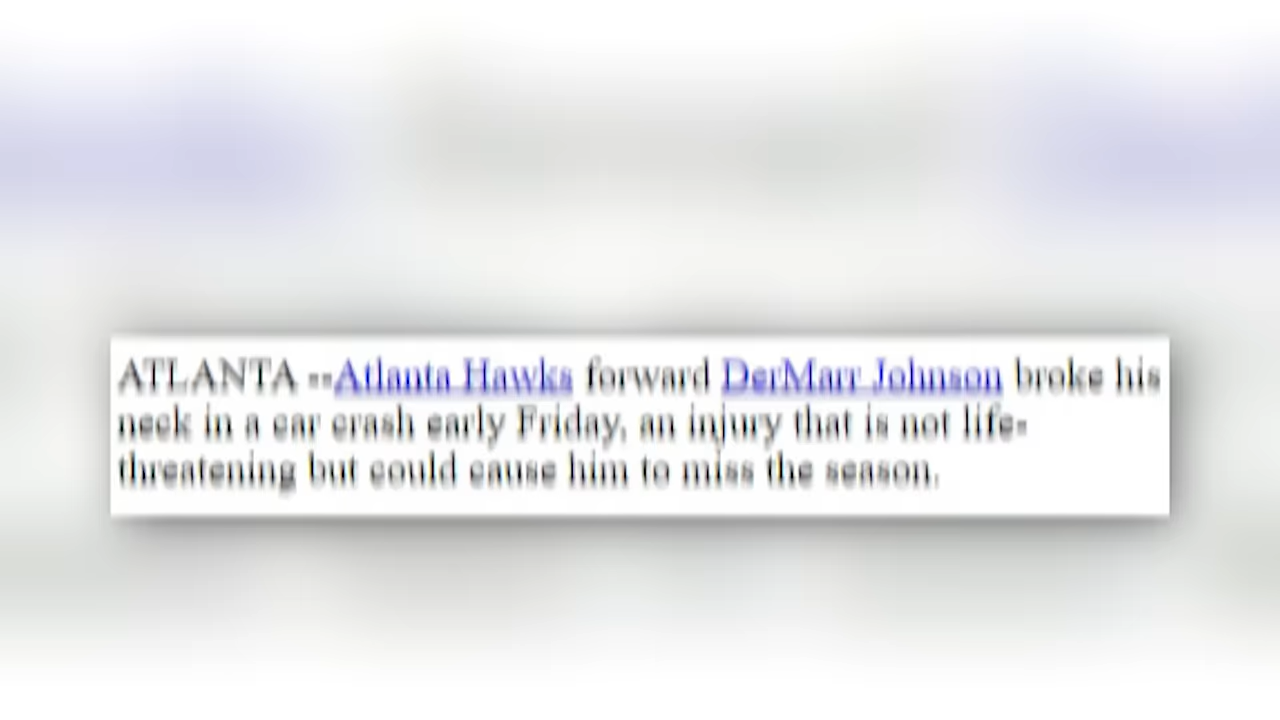 ATLANTA --Atlanta Hawks forward DerMarr Johnson broke his
neck in a car crash early Friday, an injury that is not life-
threatening but could cause him to miss the season.